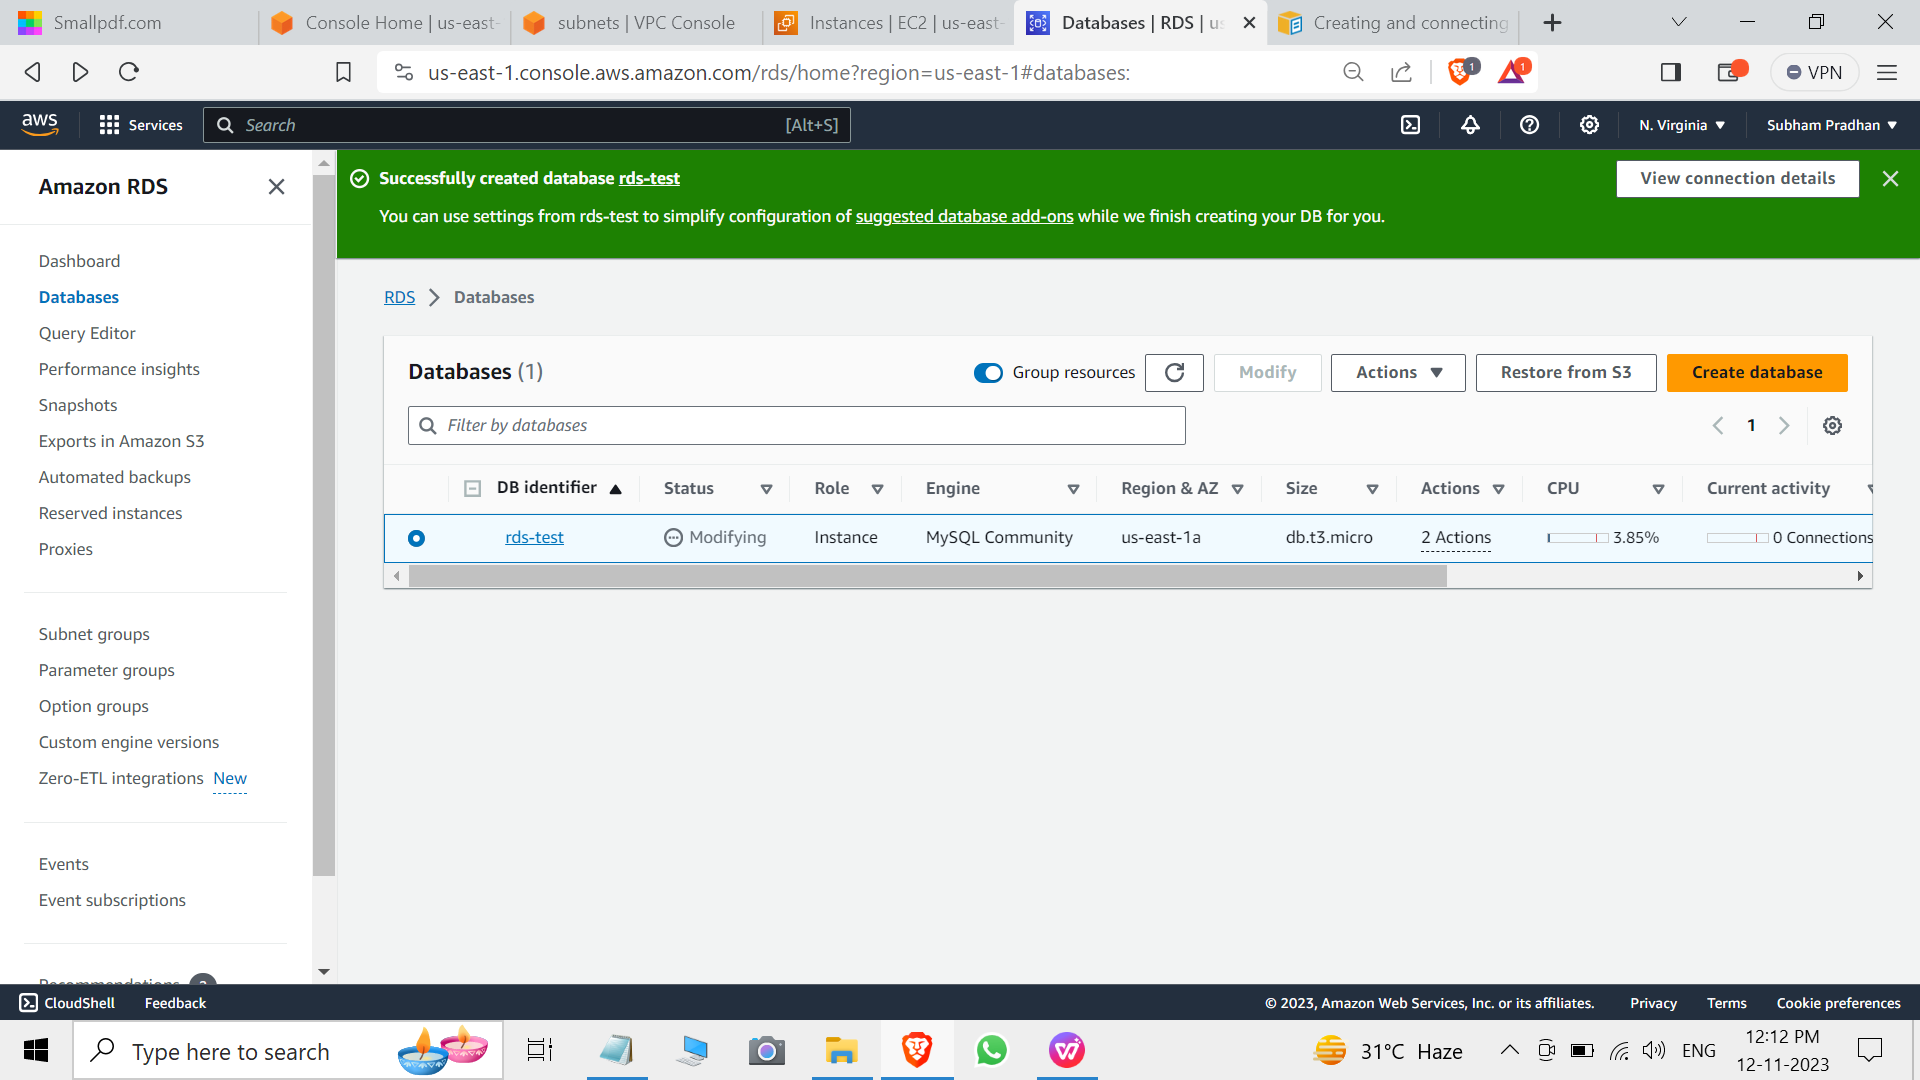 Smallpdf.com
Console Home | us-east-
subnets | VPC Console
Instances | EC2 | us-east-
Databases | RDS | us
Creating and connecting
us-east-1.console.aws.amazon.com/rds/home?region=us-east-1#databases:
1
1
VPN
aws
Services
Search
[Alt+S]
N. Virginia
Subham Pradhan
Amazon RDS
Dashboard
Databases
Query Editor
Performance insights
Snapshots
Exports in Amazon S3
Automated backups
Reserved instances
Proxies
Subnet groups
Parameter groups
Option groups
Custom engine versions
Zero-ETL integrations New
Events
Event subscriptions
Recommendations
Successfully created database rds-test
You can use settings from rds-test to simplify configuration of suggested database add-ons while we finish creating your DB for you.
View connection details
RDS
Databases
Databases (1)
Group resources
Modify
Actions
Restore from S3
Create database
Filter by databases
1
DB identifier Status Role Engine Region & AZ Size Actions CPU Current activity
rds-test Modifying Instance MySQL Community us-east-1a db.t3.micro 2 Actions 3.85% 0 Connections
CloudShell
Feedback
© 2023, Amazon Web Services, Inc. or its affiliates.
Privacy
Terms
Cookie preferences
Type here to search
31°C Haze
ENG
12:12 PM
12-11-2023